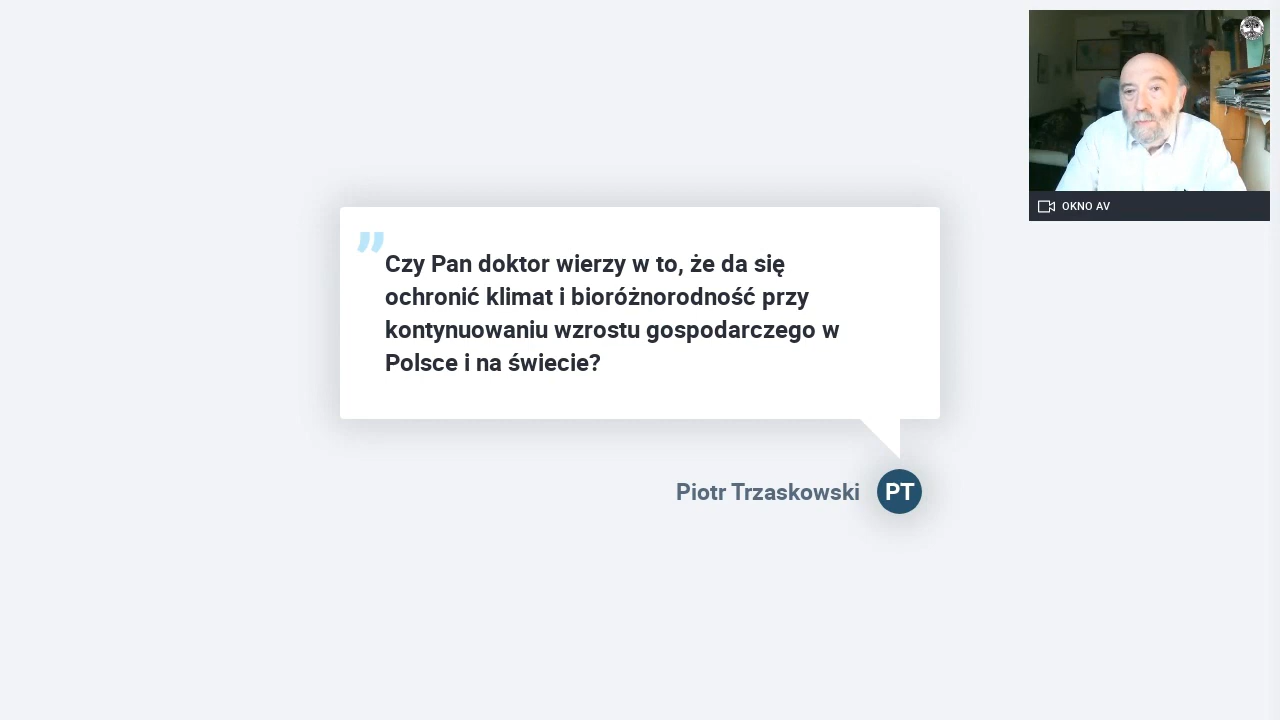 OKNO AV
”
Czy Pan doktor wierzy w to, że da się
ochronić klimat i bioróżnorodność przy
kontynuowaniu wzrostu gospodarczego w
Polsce i na świecie?
Piotr Trzaskowski
PT